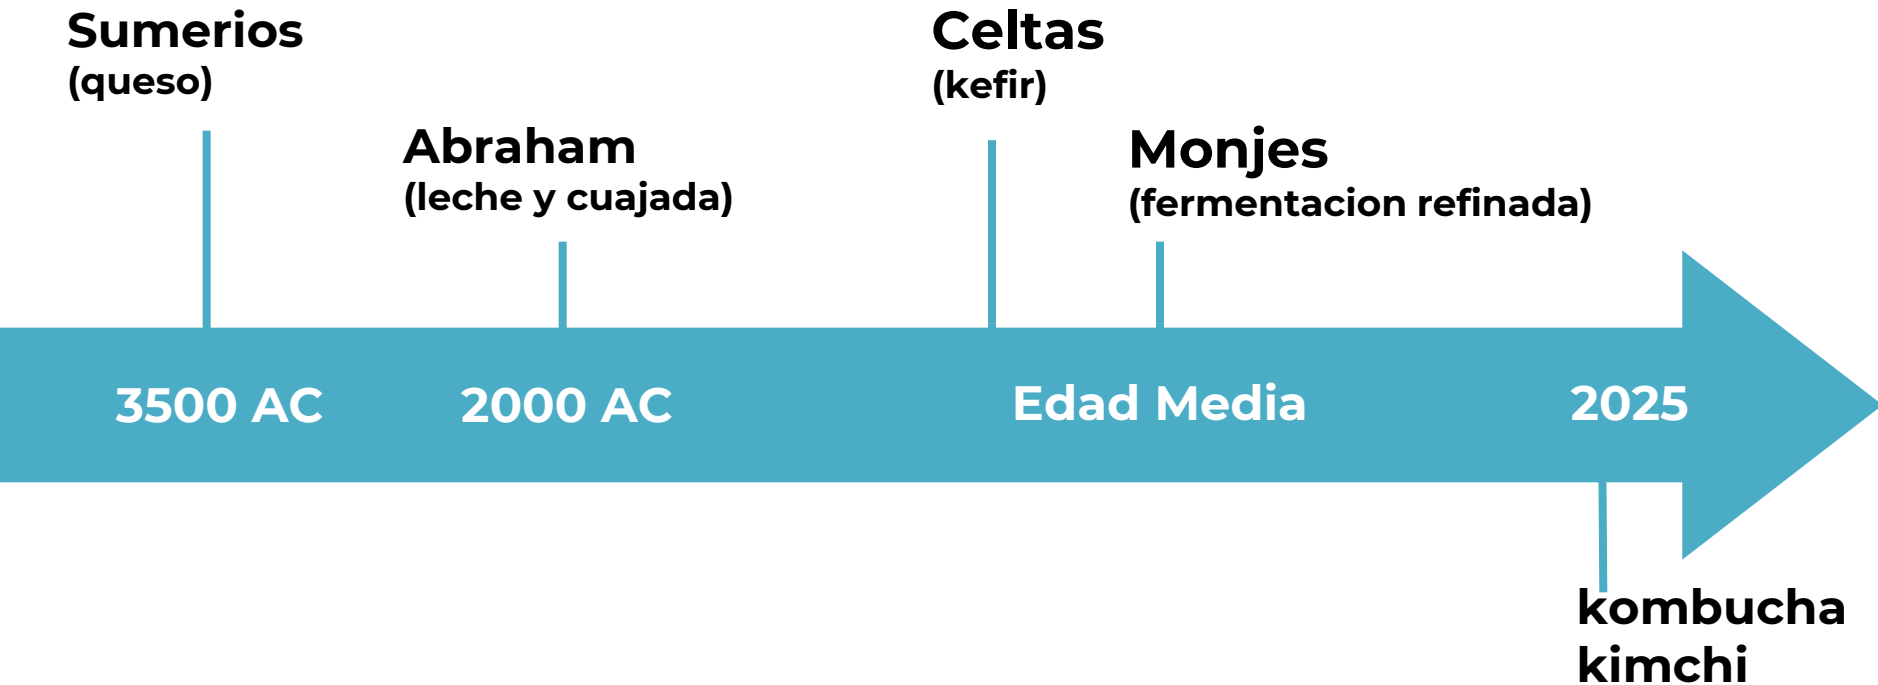 Sumerios
(queso)
Celtas
(kefir)
Abraham
(leche y cuajada)
Monjes
(fermentacion refinada)
3500 AC
2000 AC
Edad Media
2025
kombucha
kimchi